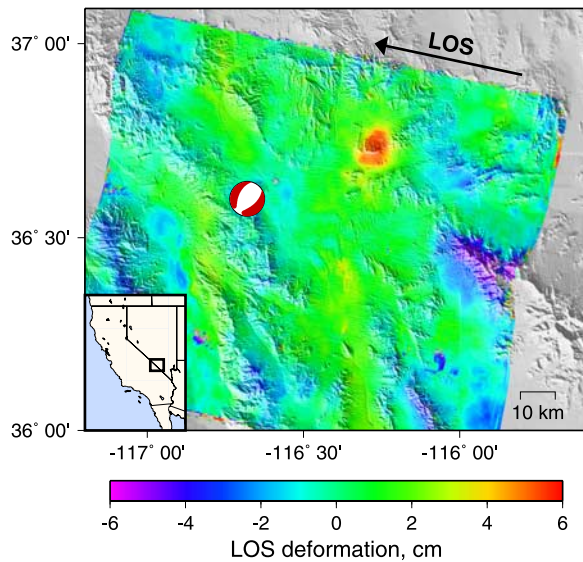 37° 00'
LOS
36° 30'
10 km
36° 00'
-117° 00' -116° 30' -116° 00'
-6 -4 -2 0 2 4 6
LOS deformation, cm